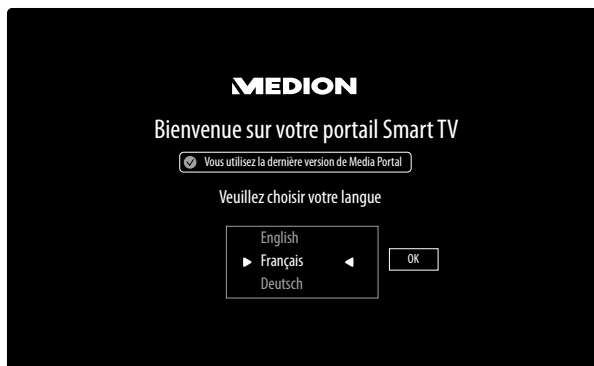 MEDION
Bienvenue sur votre portail Smart TV
Vous utilisez la dernière version de Media Portal
Veuillez choisir votre langue
English
Français
OK
Deutsch